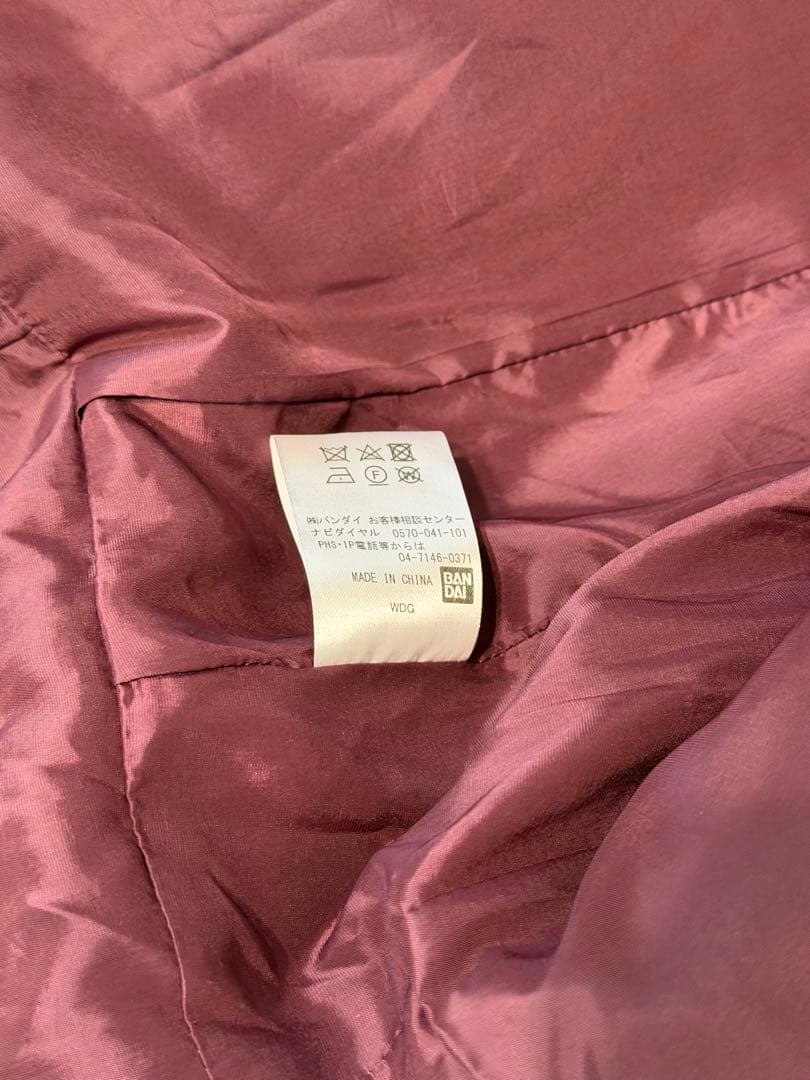 ㈱バンダイ お客様相談センター
ナビダイヤル 0570-041-101
PHS・IP電話等からは
04-7146-0371
MADE IN CHINA
BAN
DAI
WDG